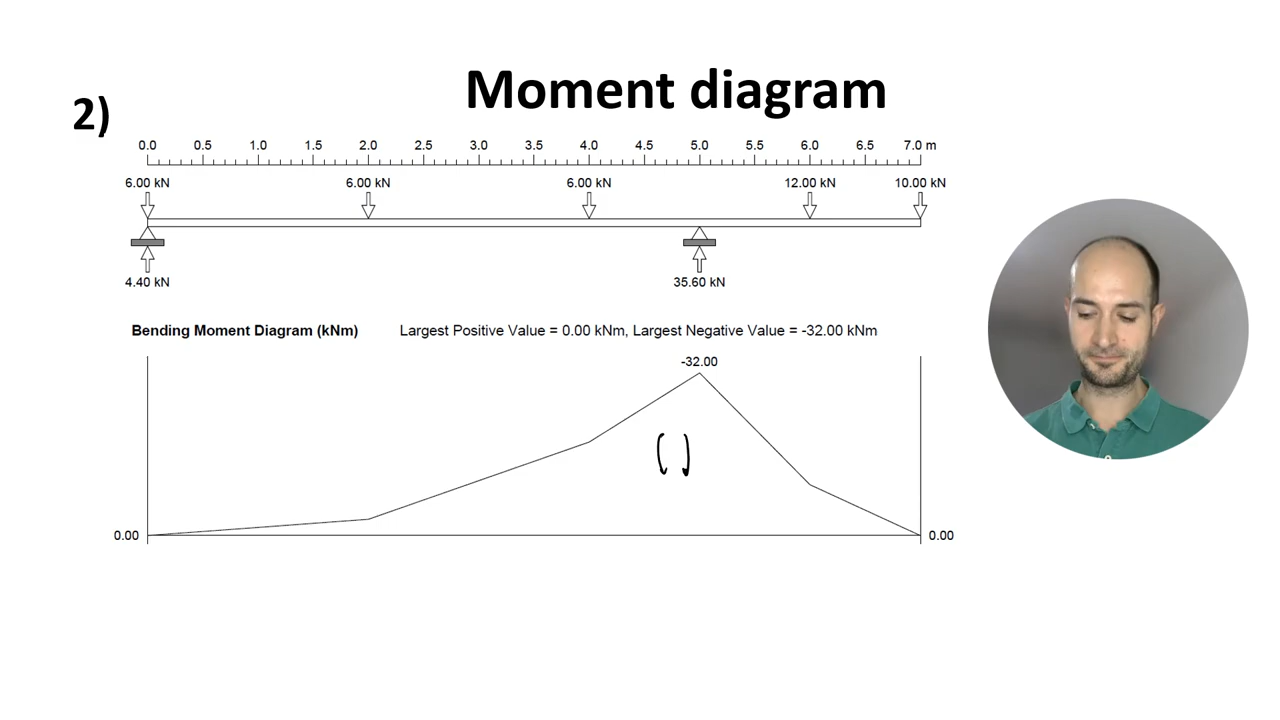 Moment diagram
2)
0.0 0.5 1.0 1.5 2.0 2.5 3.0 3.5 4.0 4.5 5.0 5.5 6.0 6.5 7.0 m
6.00 kN 6.00 kN 6.00 kN 12.00 kN 10.00 kN
4.40 kN 35.60 kN
Bending Moment Diagram (kNm) Largest Positive Value = 0.00 kNm, Largest Negative Value = -32.00 kNm
-32.00
0.00 0.00